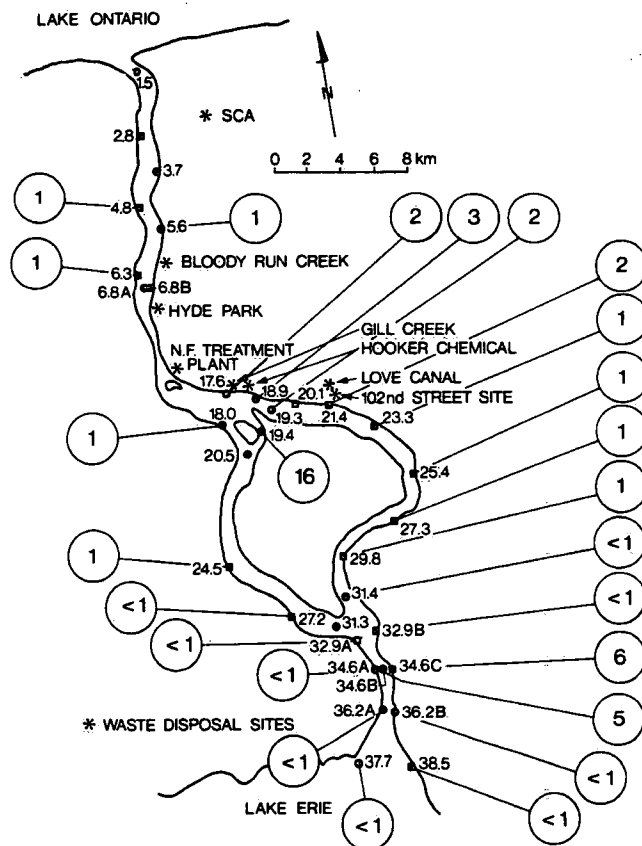 LAKE ONTARIO
1.5
* SCA
N
2.8
0 2 4 6 8 km
3.7
1
4.8
5.6
1
2
3
2
1
6.3
* BLOODY RUN CREEK
6.8A
6.8B
* HYDE PARK
2
GILL CREEK
N.F. TREATMENT
* PLANT
HOOKER CHEMICAL
1
17.6
18.9
20.1
* LOVE CANAL
* 102nd STREET SITE
19.3
21.4
23.3
18.0
1
19.4
1
20.5
16
25.4
1
27.3
1
29.8
1
24.5
<1
31.4
<1
27.2
31.3
32.9B
<1
<1
32.9A
<1
34.6A
34.6C
6
34.6B
5
* WASTE DISPOSAL SITES
36.2A
36.2B
<1
<1
37.7
38.5
LAKE ERIE
<1
<1